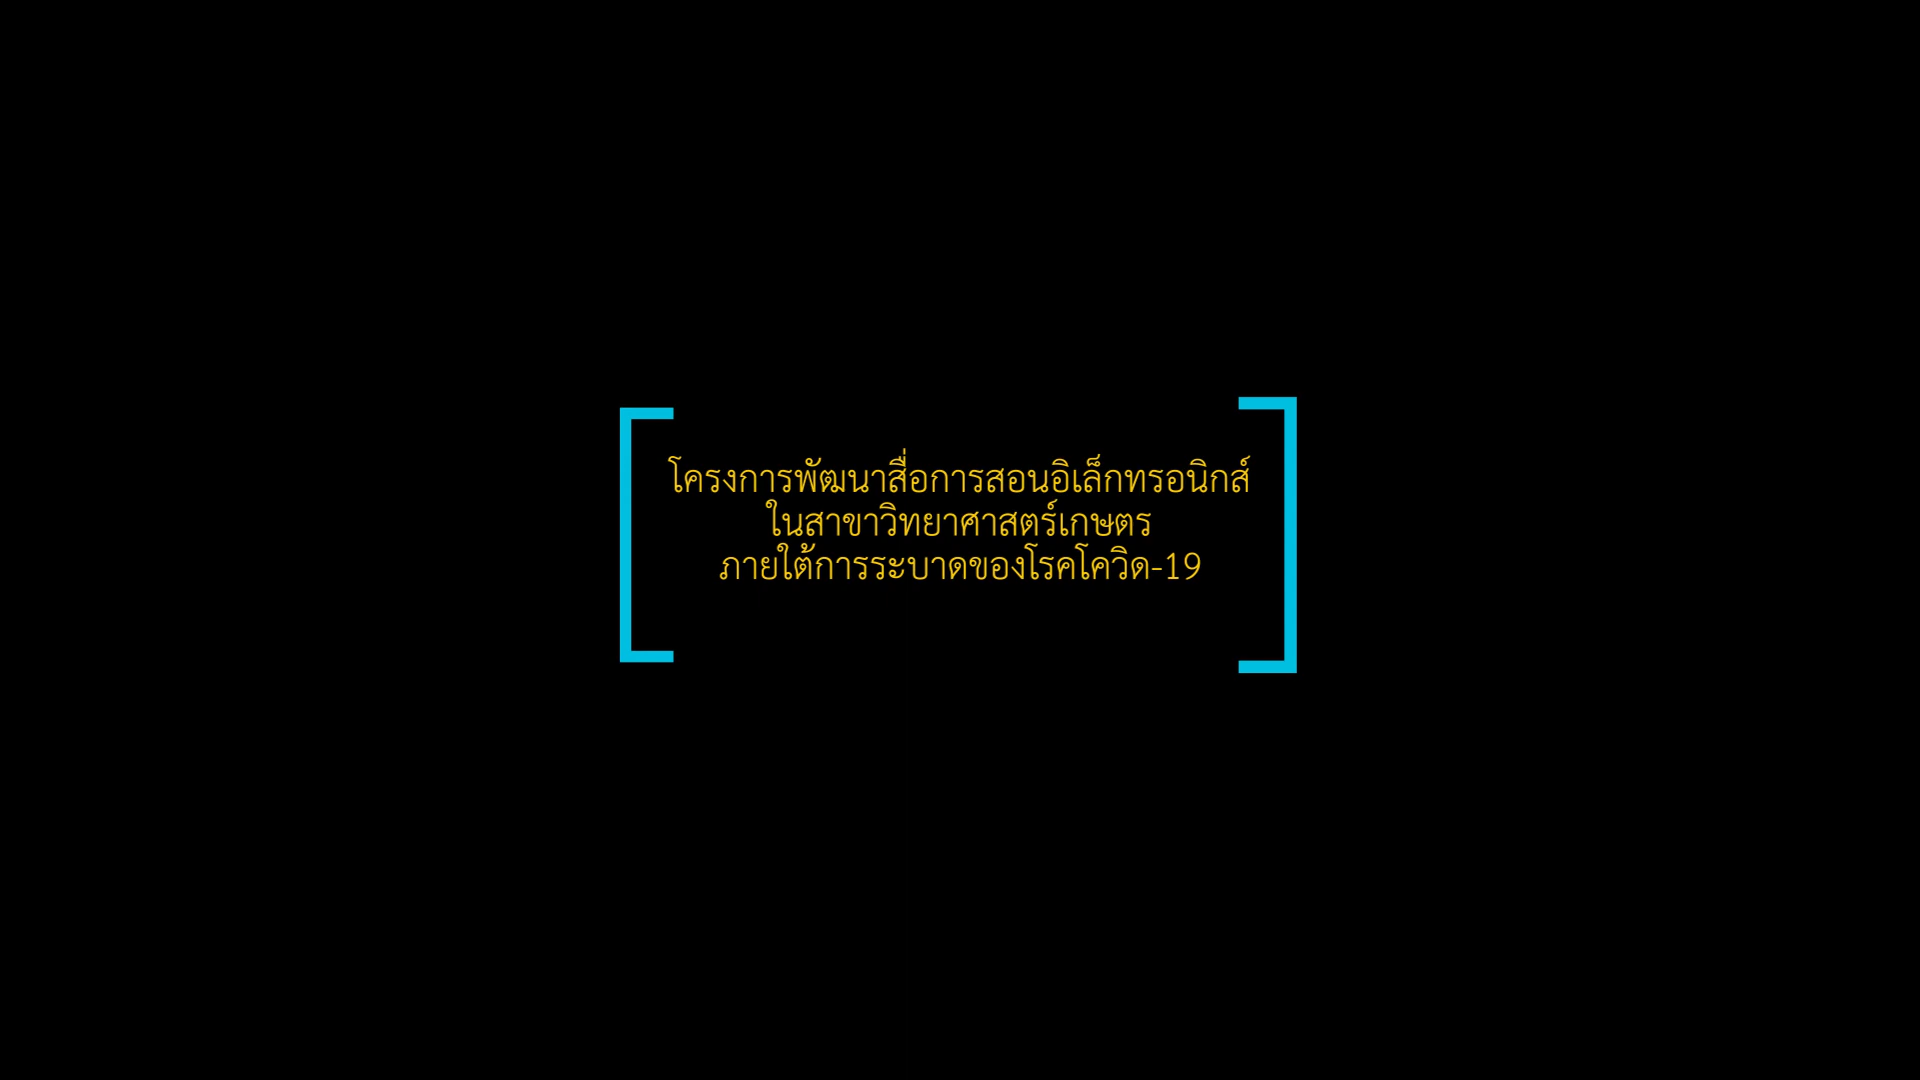 โครงการพัฒนาสื่อการสอนอิเล็กทรอนิกส์
ในสาขาวิทยาศาสตร์เกษตร
ภายใต้การระบาดของโรคโควิด-19